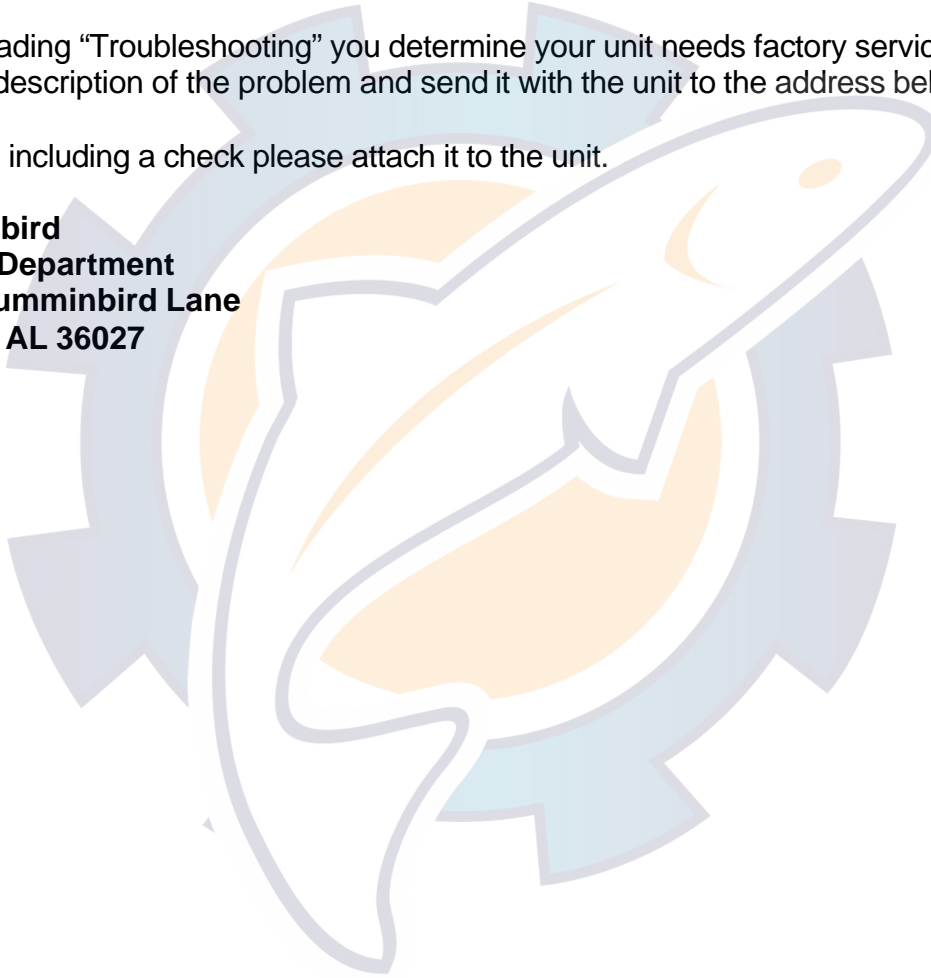 ading “Troubleshooting” you determine your unit needs factory servic
description of the problem and send it with the unit to the address bel
including a check please attach it to the unit.
bird
Department
umminbird Lane
AL 36027